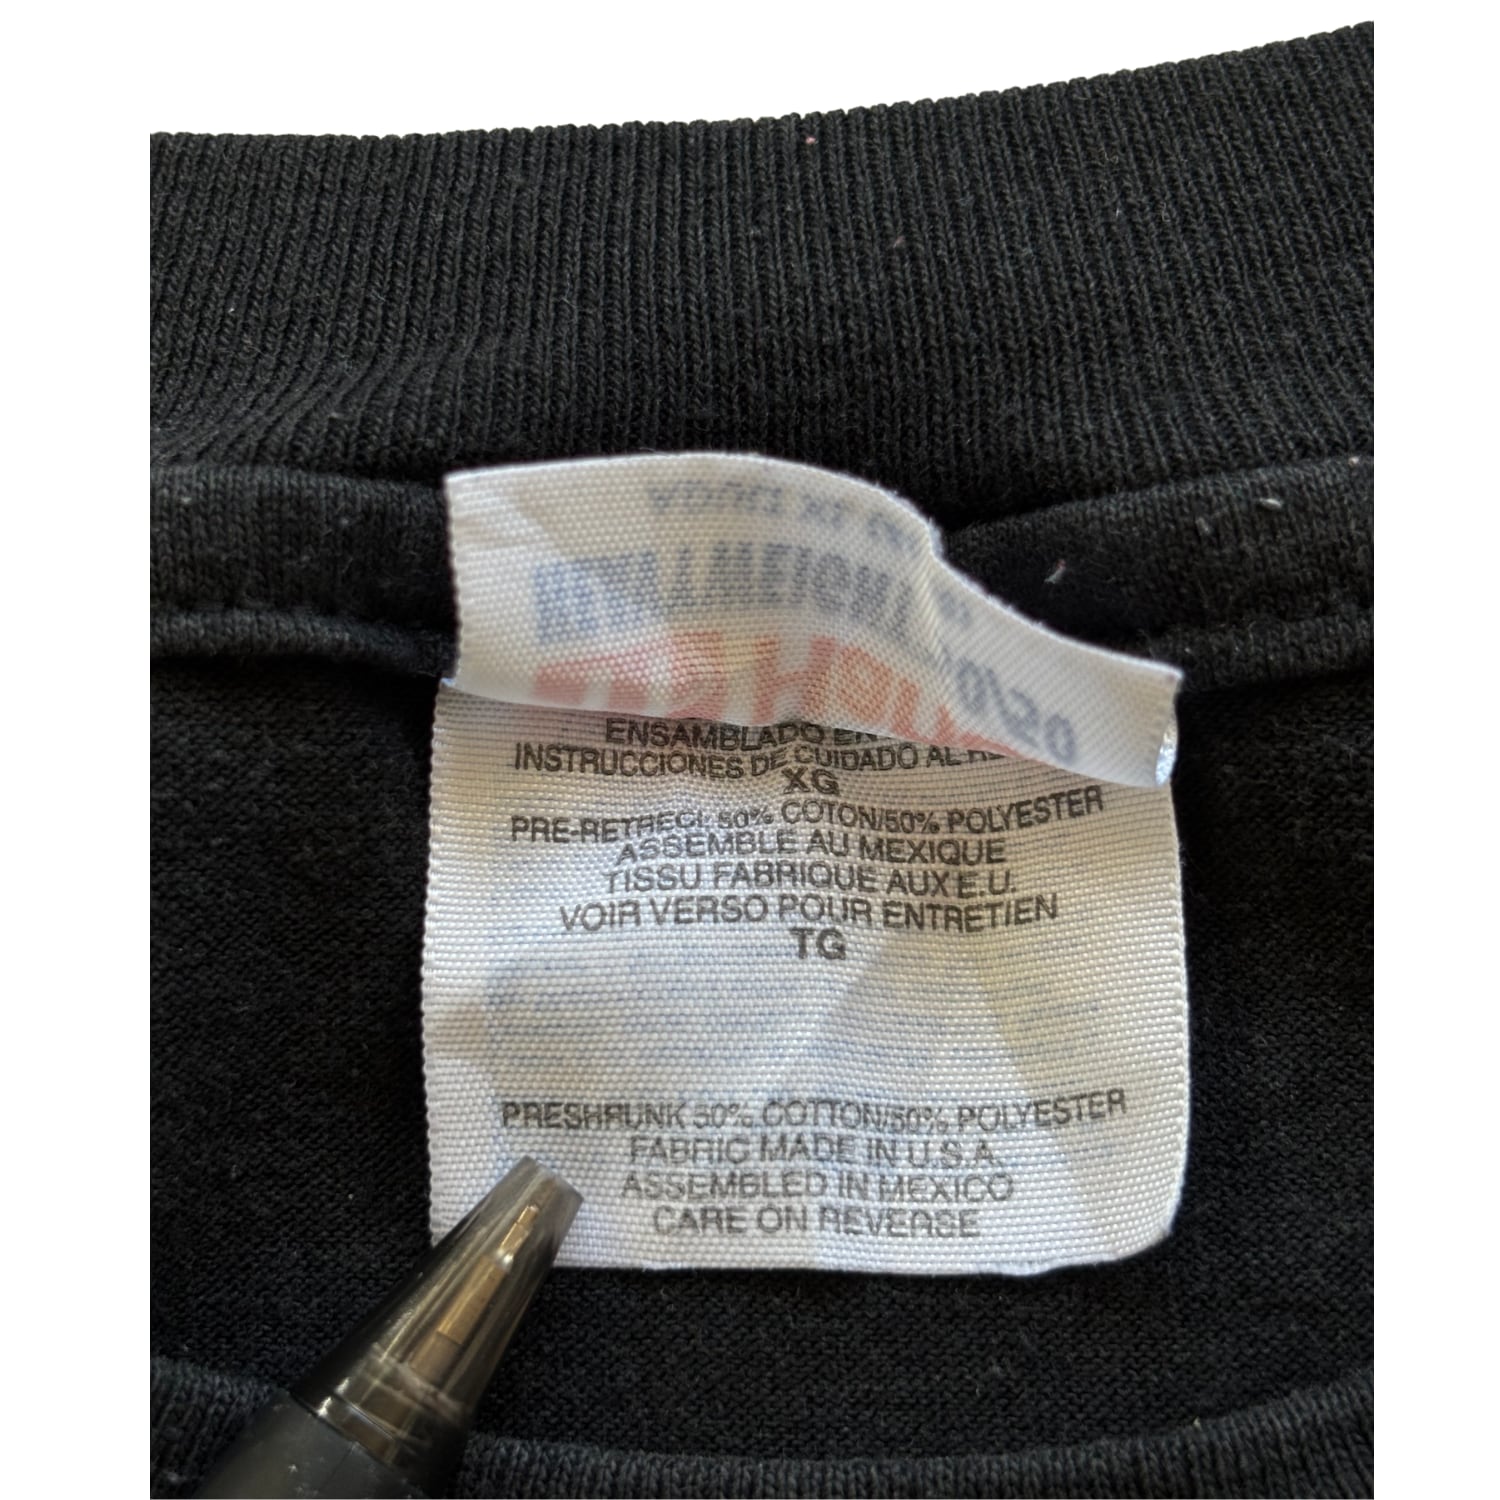 ENSAMBLADO
INSTRUCCIONES DE CUIDADO AL
XG
PRE-RETRECI 50% COTON/50% POLYESTER
ASSEMBLE AU MEXIQUE
TISSU FABRIQUE AUX E.U.
VOIR VERSO POUR ENTRETIEN
TG
PRESHRUNK 50% COTTON/50% POLYESTER
FABRIC MADE IN U.S.A.
ASSEMBLED IN MEXICO
CARE ON REVERSE